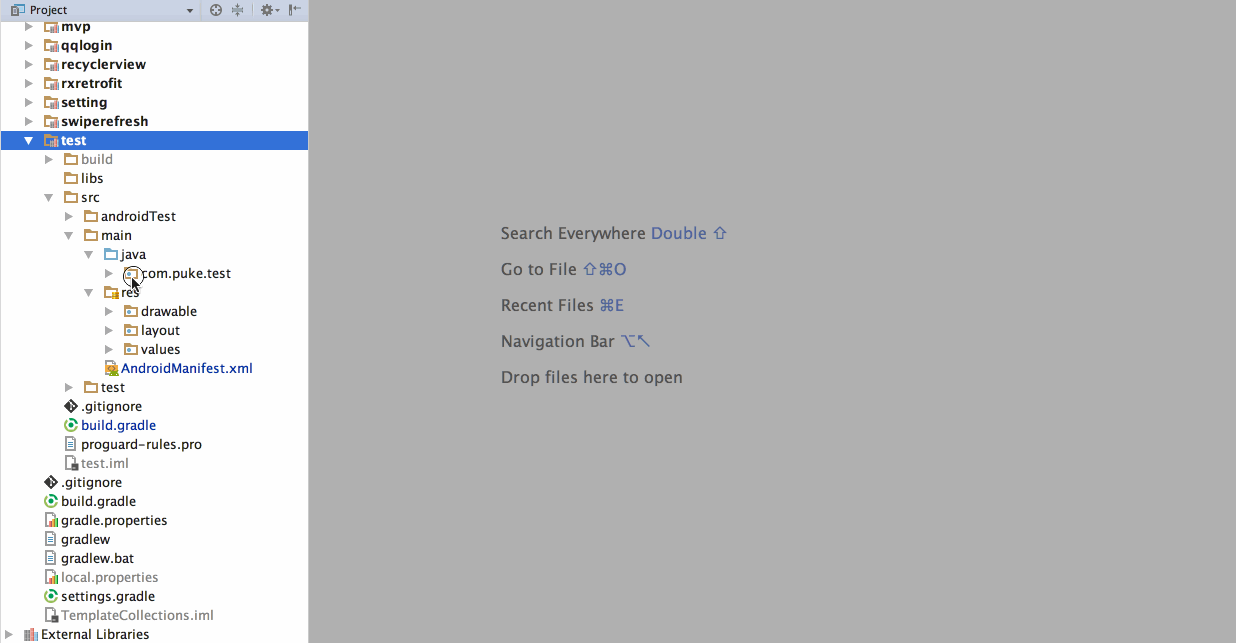 Project
mvp
qqlogin
recyclerview
rxretrofit
setting
swiperefresh
test
build
libs
src
androidTest
main
java
com.puke.test
res
drawable
layout
values
AndroidManifest.xml
test
.gitignore
build.gradle
proguard-rules.pro
test.iml
.gitignore
build.gradle
gradle.properties
gradlew
gradlew.bat
local.properties
settings.gradle
TemplateCollections.iml
External Libraries
Search Everywhere Double ⇧
Go to File ⇧⌘O
Recent Files ⌘E
Navigation Bar ⌥↖
Drop files here to open